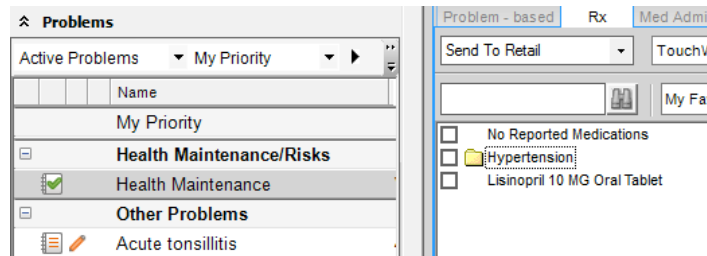 Problems
Active Problems My Priority
Name
My Priority
Health Maintenance/Risks
Health Maintenance
Other Problems
Acute tonsillitis
Problem - based Rx Med Admi
Send To Retail TouchW
My Fa
No Reported Medications
Hypertension
Lisinopril 10 MG Oral Tablet